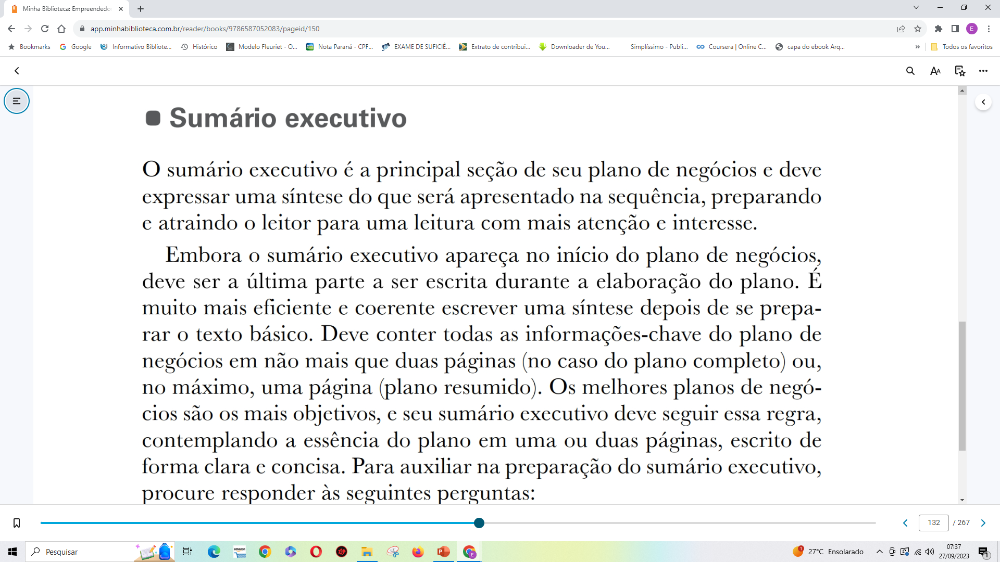 Minha Biblioteca: Empreendedo
app.minhabiblioteca.com.br/reader/books/9786587052083/pageid/150
E
Bookmarks
Google
Informativo Bibliote...
Histórico
Modelo Fleuriet - O...
Nota Paraná - CPF...
EXAME DE SUFICIÊ...
Extrato de contribui...
Downloader de You...
Simplíssimo - Publi...
Coursera | Online C...
capa do ebook Arq...
»
Todos os favoritos
AA
Sumário executivo
O sumário executivo é a principal seção de seu plano de negócios e deve
expressar uma síntese do que será apresentado na sequência, preparando
e atraindo o leitor para uma leitura com mais atenção e interesse.
Embora o sumário executivo apareça no início do plano de negócios,
deve ser a última parte a ser escrita durante a elaboração do plano. É
muito mais eficiente e coerente escrever uma síntese depois de se prepa-
rar o texto básico. Deve conter todas as informações-chave do plano de
negócios em não mais que duas páginas (no caso do plano completo) ou,
no máximo, uma página (plano resumido). Os melhores planos de negó-
cios são os mais objetivos, e seu sumário executivo deve seguir essa regra,
contemplando a essência do plano em uma ou duas páginas, escrito de
forma clara e concisa. Para auxiliar na preparação do sumário executivo,
procure responder às seguintes perguntas:
132 / 267
Pesquisar
amazon
1
27°C Ensolarado
07:37
27/09/2023
1